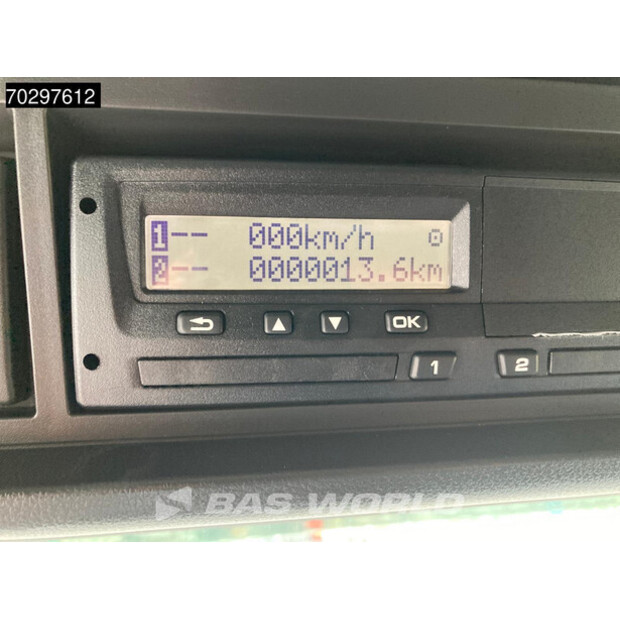 70297612
1-- 000km/h
2-- 0000013.6km
OK
1 2
BAS WORLD